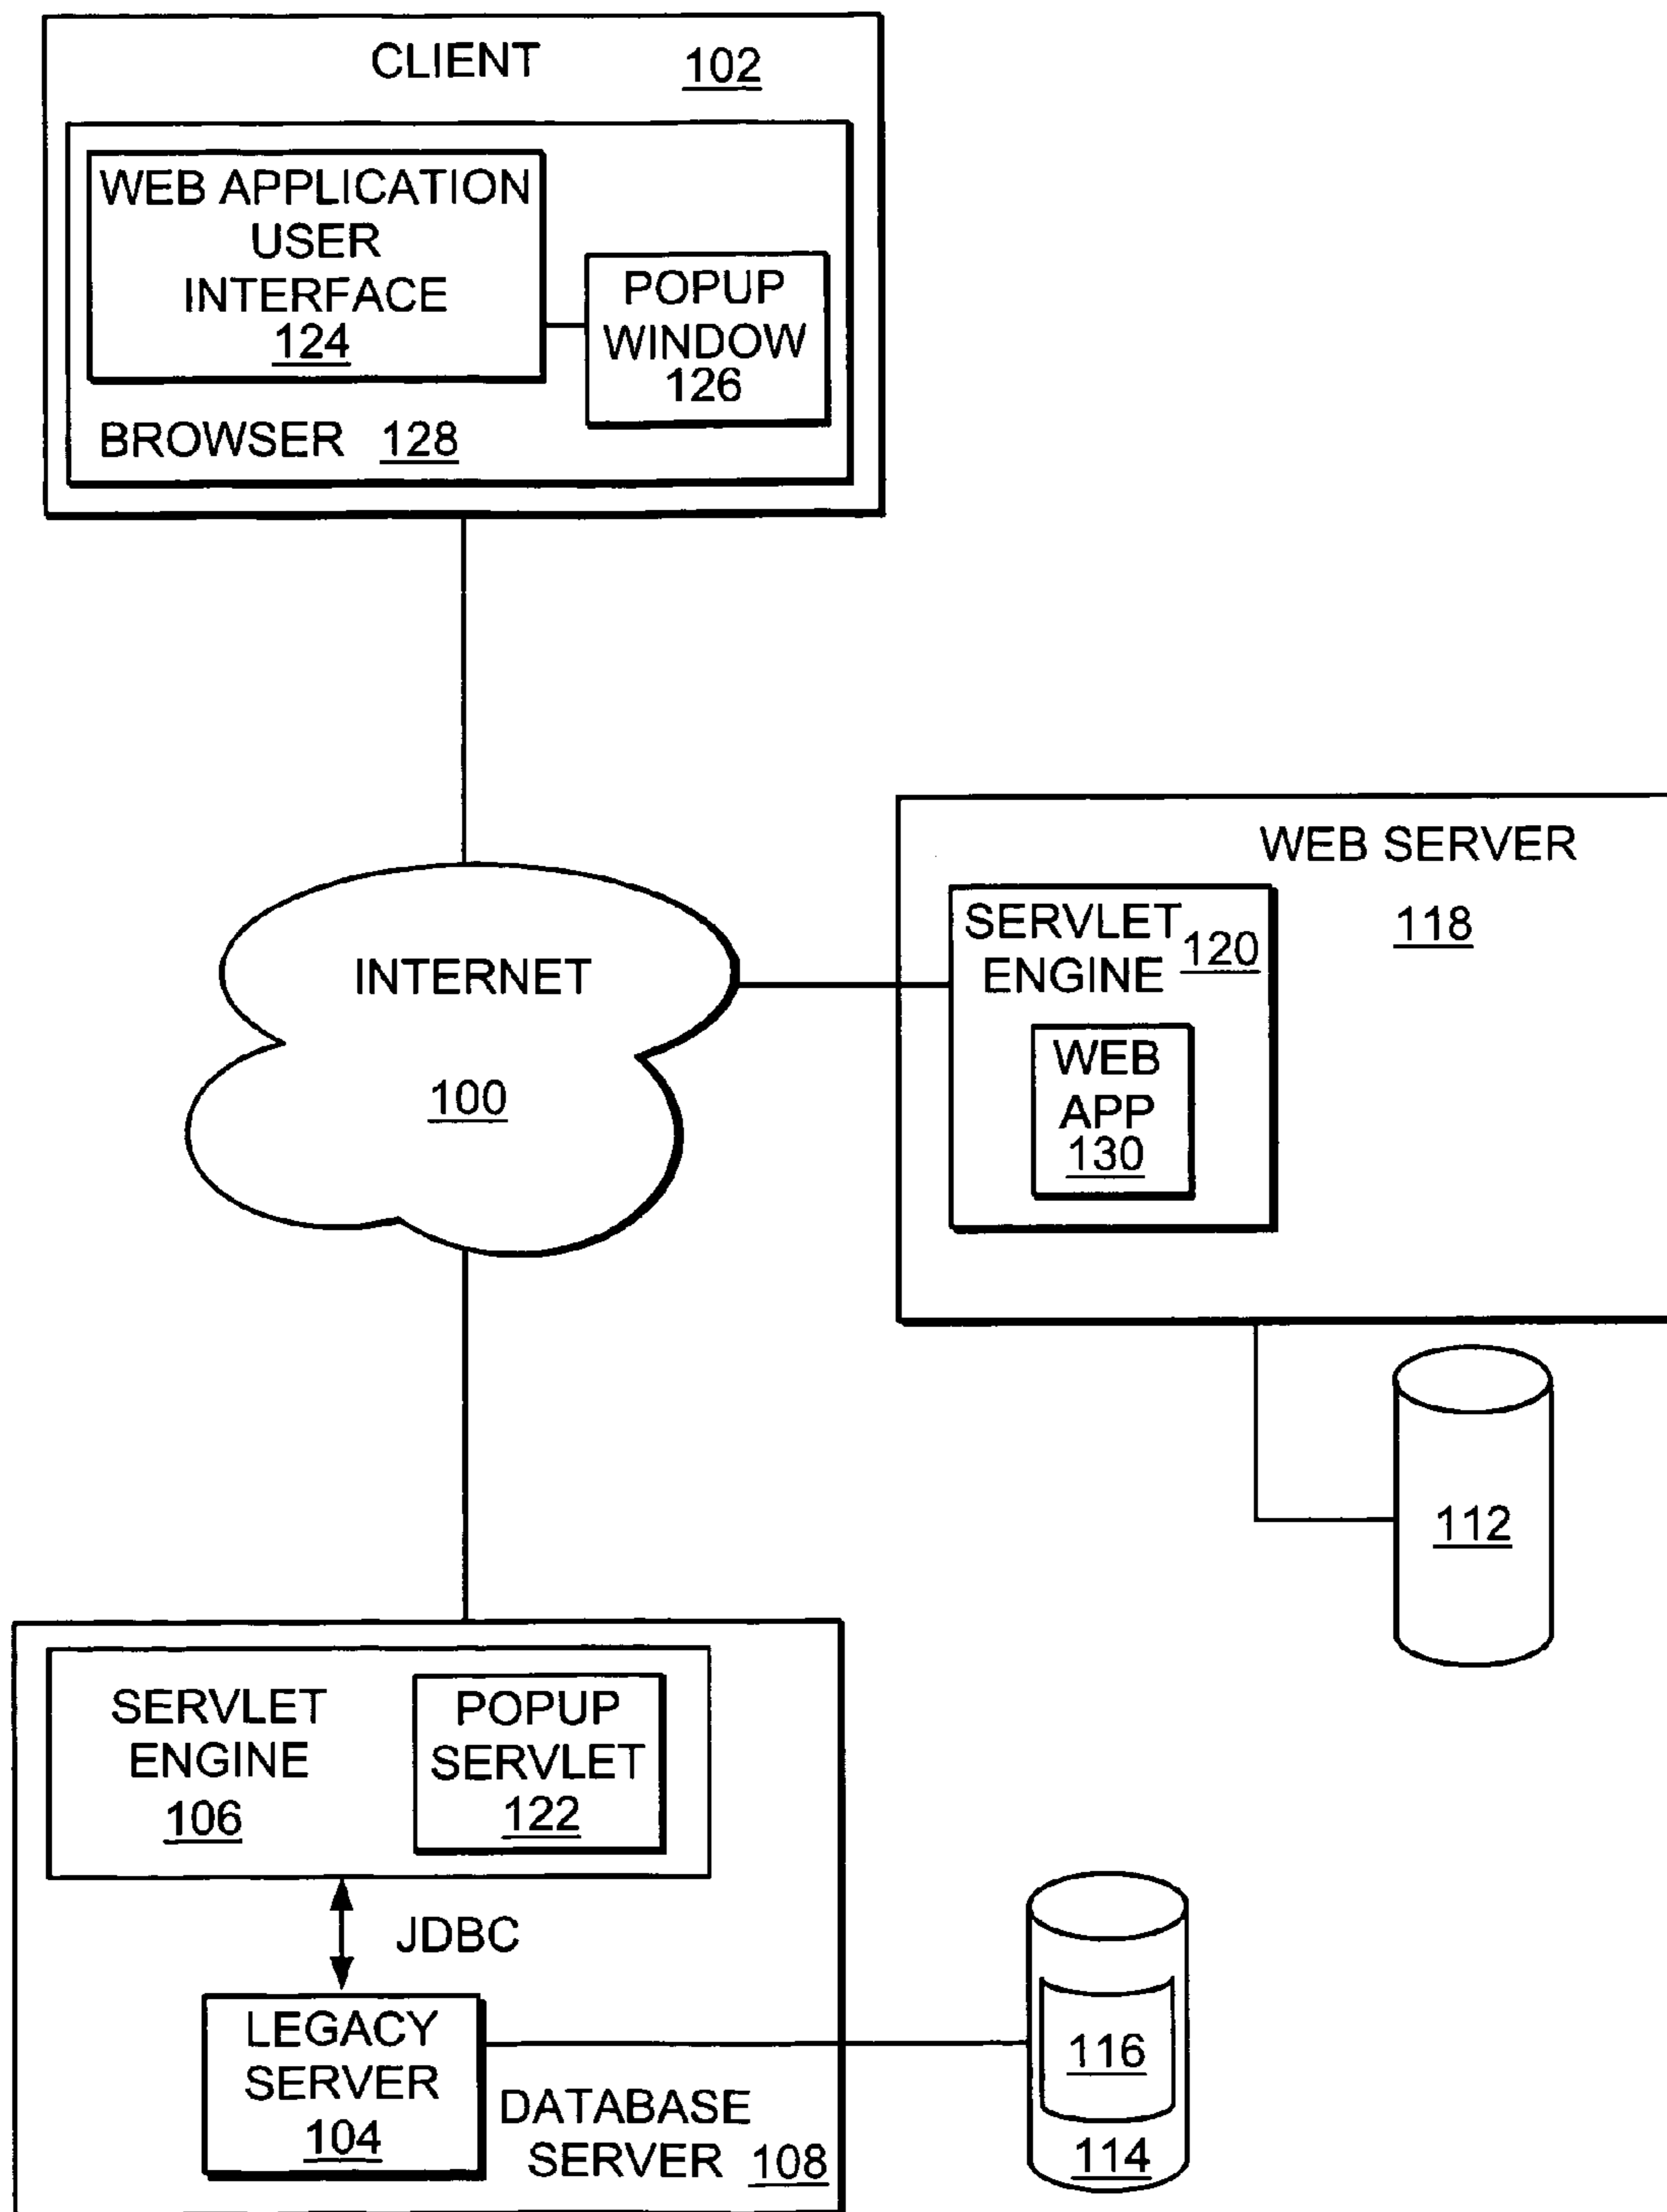 CLIENT 102
WEB APPLICATION
USER
INTERFACE
124
POPUP
WINDOW
126
BROWSER 128
INTERNET
100
WEB SERVER
118
SERVLET 120
ENGINE
WEB
APP
130
112
SERVLET
ENGINE
106
POPUP
SERVLET
122
JDBC
LEGACY
SERVER
104
DATABASE
SERVER 108
116
114